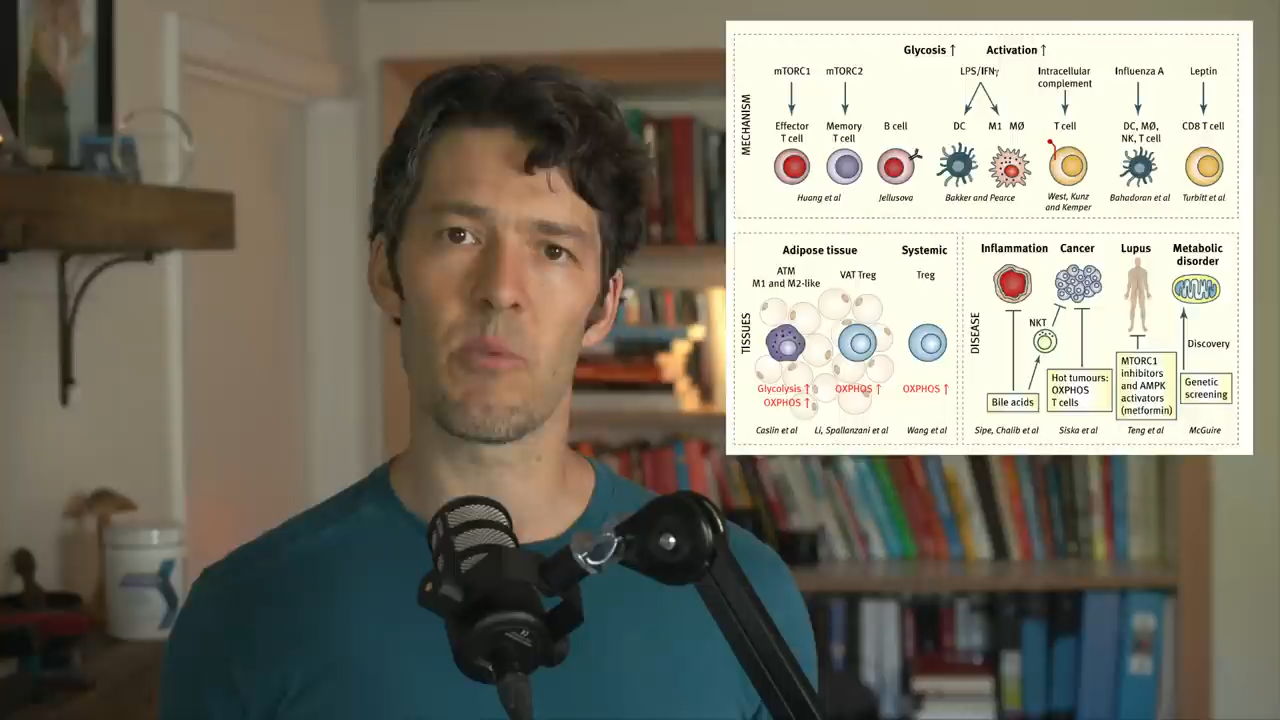 Glycosis ↑ Activation ↑
MECHANISM
mTORC1 mTORC2 LPS/IFNγ Intracellular complement Influenza A Leptin
Effector T cell
Memory T cell
B cell
DC
M1 MØ
T cell
DC, MØ, NK, T cell
CD8 T cell
Huang et al
Jellusova
Bakker and Pearce
West, Kunz and Kemper
Bahadoran et al
Turbitt et al
TISSUES
Adipose tissue
Systemic
ATM
M1 and M2-like
VAT Treg
Treg
Glycolysis ↑
OXPHOS ↑
OXPHOS ↑
OXPHOS ↑
Caslin et al
Li, Spallanzani et al
Wang et al
DISEASE
Inflammation
Cancer
Lupus
Metabolic
disorder
NKT
Discovery
Bile acids
Hot tumours:
OXPHOS
T cells
MTORC1
inhibitors
and AMPK
activators
(metformin)
Genetic
screening
Sipe, Chalib et al
Siska et al
Teng et al
McGuire